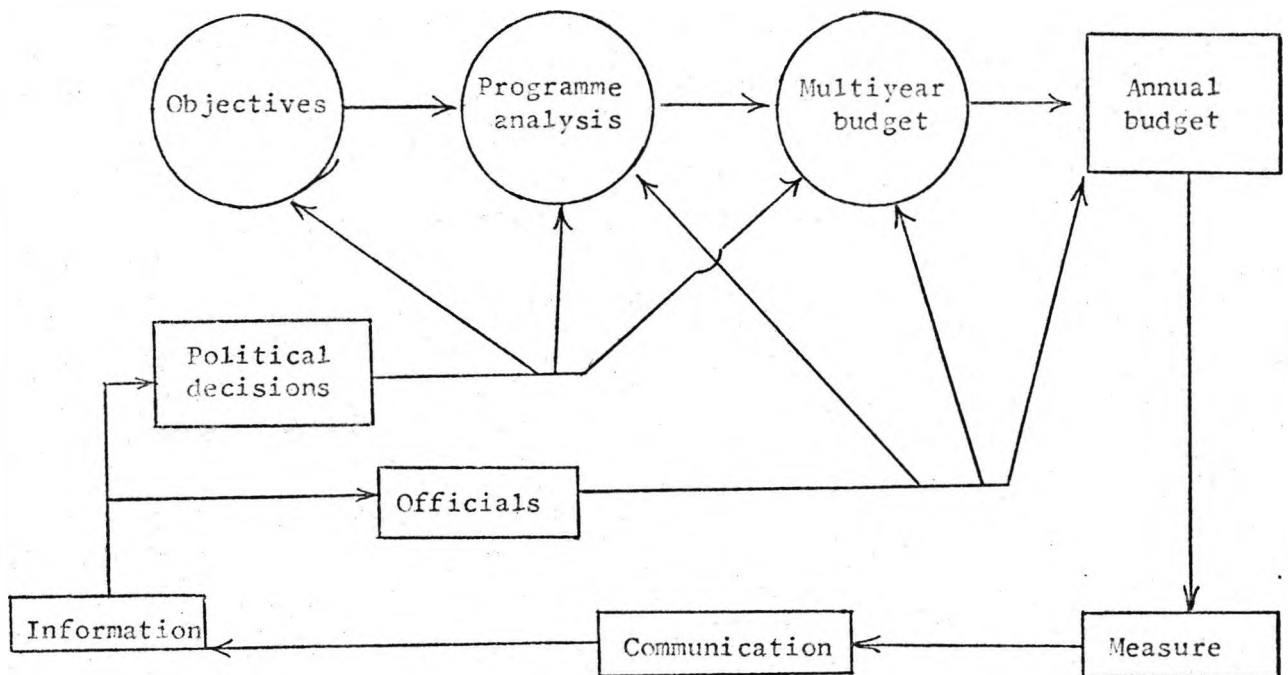 Objectives
Programme
analysis
Multiyear
budget
Annual
budget
Political
decisions
Officials
Information
Communication
Measure